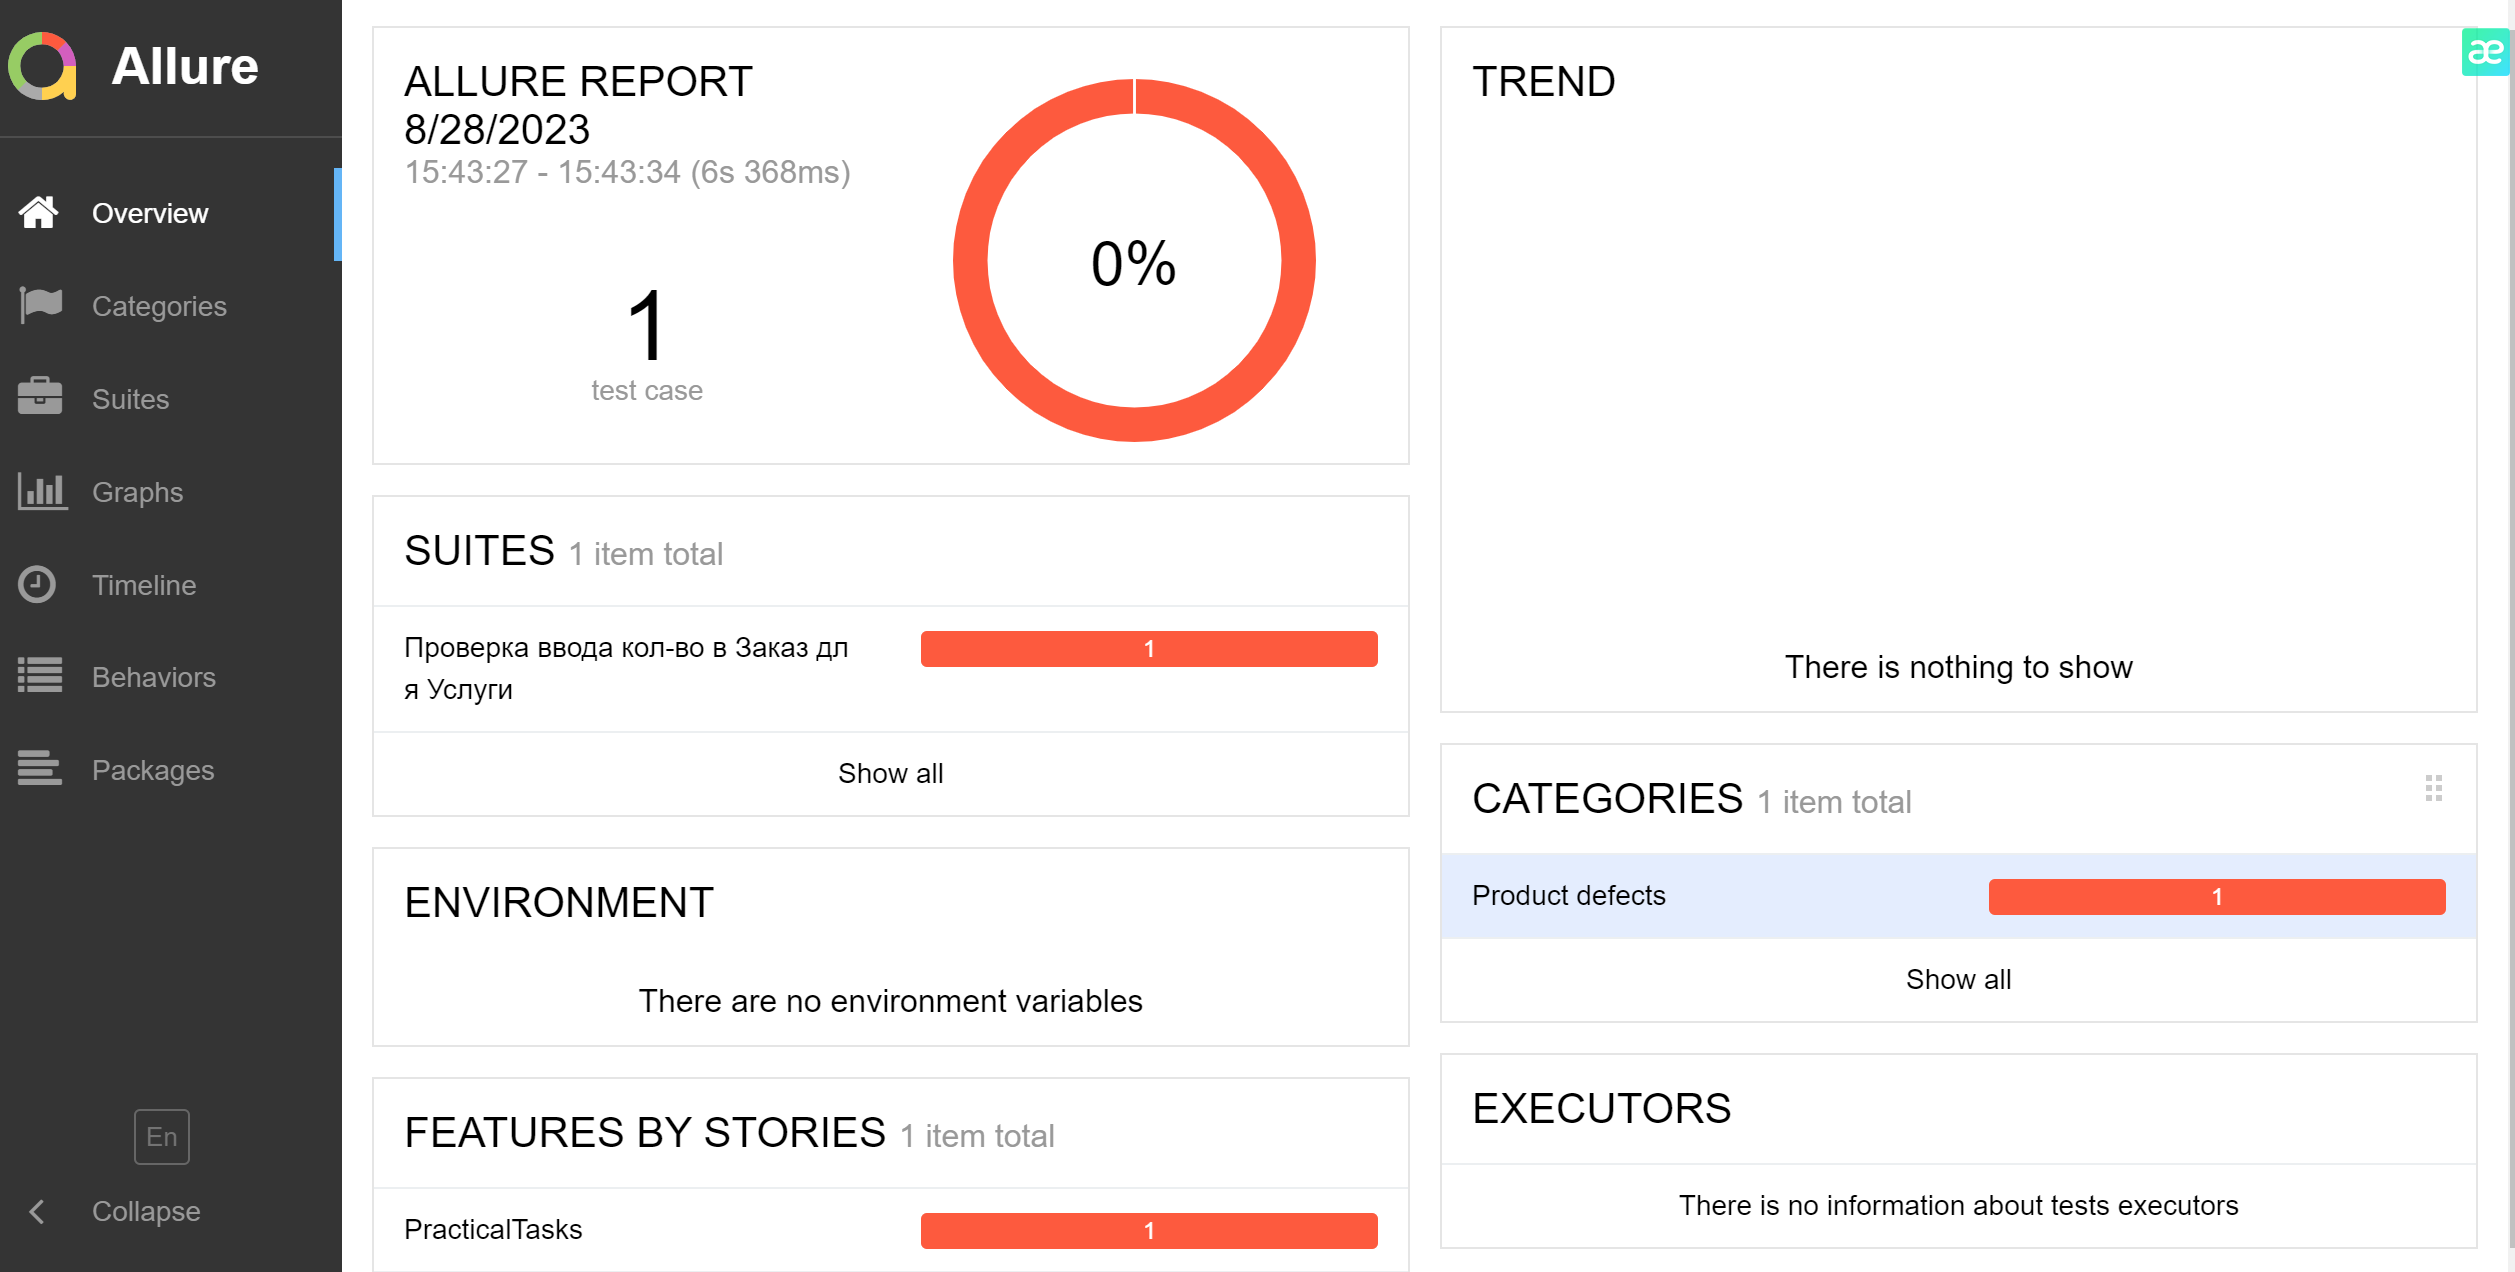 Allure
Overview
Categories
Suites
Graphs
Timeline
Behaviors
Packages
En
Collapse
ALLURE REPORT
8/28/2023
15:43:27 - 15:43:34 (6s 368ms)
1
test case
0%
SUITES 1 item total
Проверка ввода кол-во в Заказ дл
я Услуги
1
Show all
ENVIRONMENT
There are no environment variables
FEATURES BY STORIES 1 item total
PracticalTasks
1
TREND
There is nothing to show
CATEGORIES 1 item total
Product defects
1
Show all
EXECUTORS
There is no information about tests executors
æ